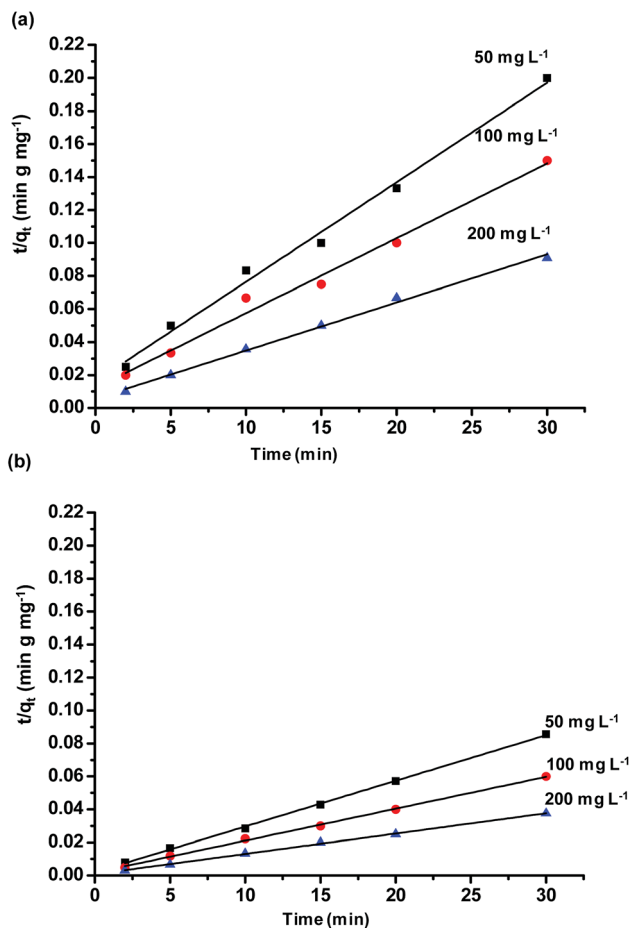 (a)
0.22
0.20
0.18
0.16
0.14
0.12
0.10
0.08
0.06
0.04
0.02
0.00
t/qt (min g mg-1)
50 mg L-1
100 mg L-1
200 mg L-1
0 5 10 15 20 25 30
Time (min)
(b)
0.22
0.20
0.18
0.16
0.14
0.12
0.10
0.08
0.06
0.04
0.02
0.00
t/qt (min g mg-1)
50 mg L-1
100 mg L-1
200 mg L-1
0 5 10 15 20 25 30
Time (min)